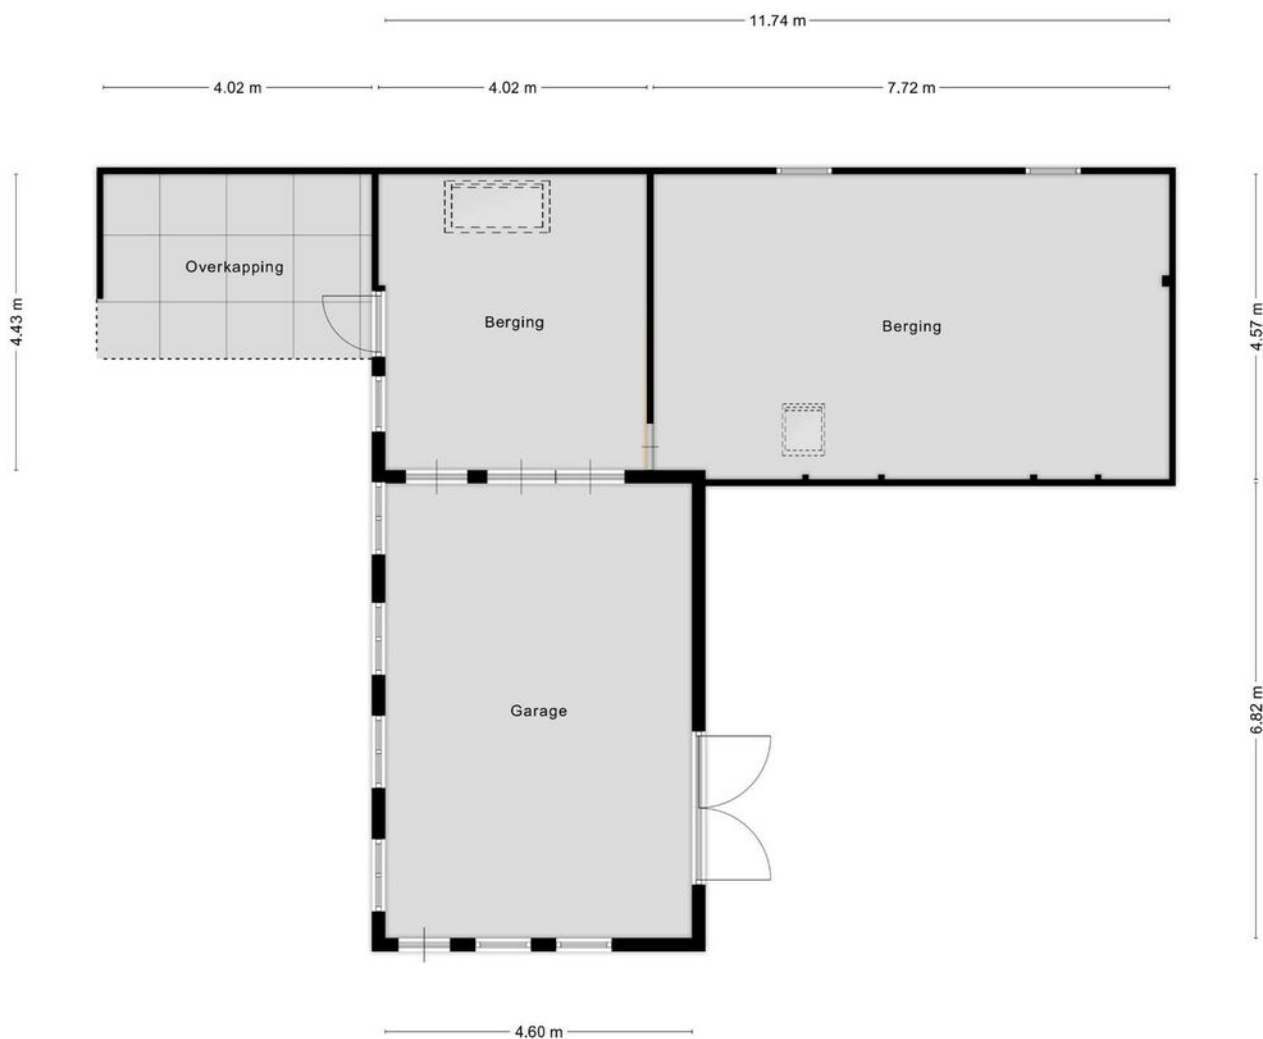 11.74 m
4.02 m
4.02 m
7.72 m
4.43 m
4.57 m
Overkapping
Berging
Berging
Garage
6.82 m
4.60 m